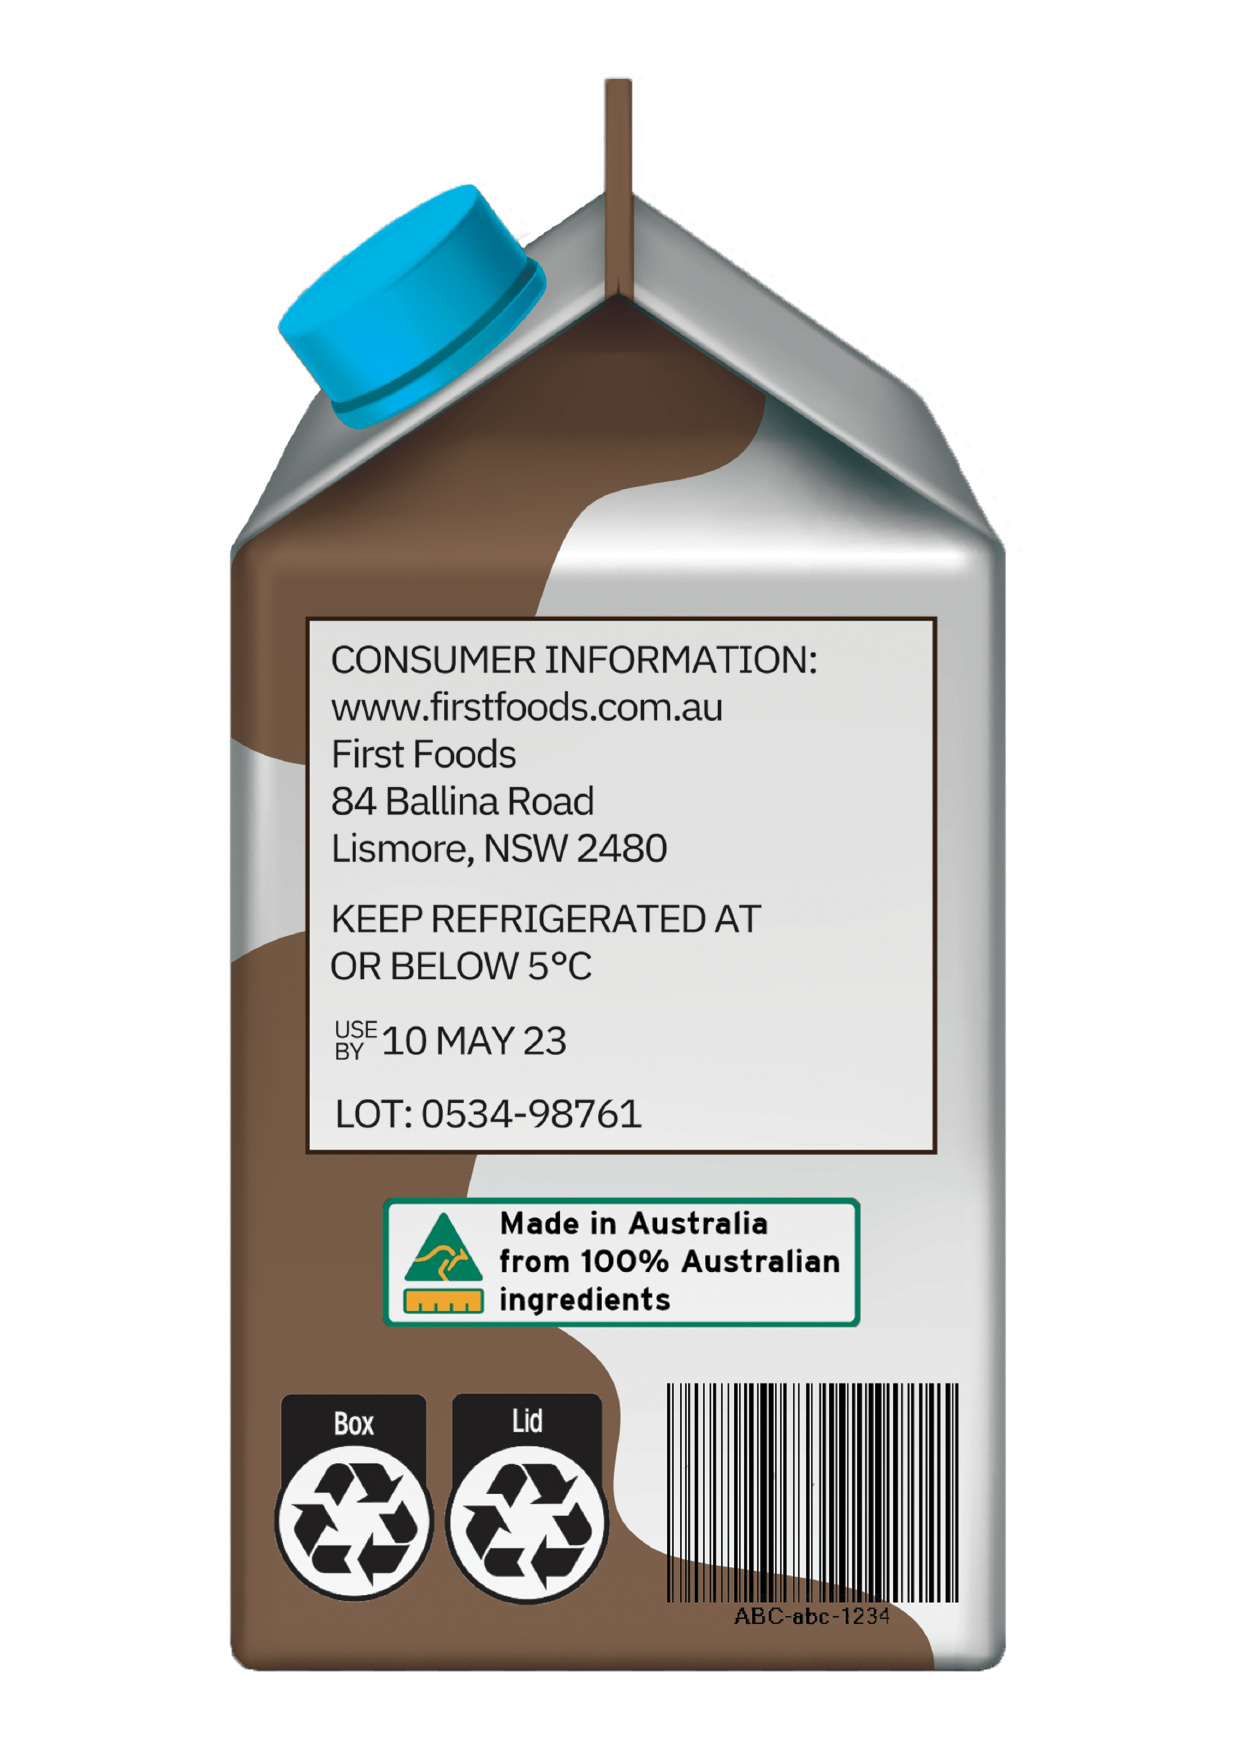 CONSUMER INFORMATION:
www.firstfoods.com.au
First Foods
84 Ballina Road
Lismore, NSW 2480
KEEP REFRIGERATED AT
OR BELOW 5°C
USE BY 10 MAY 23
LOT: 0534-98761
Made in Australia
from 100% Australian
ingredients
Box
Lid
ABC-abc-1234